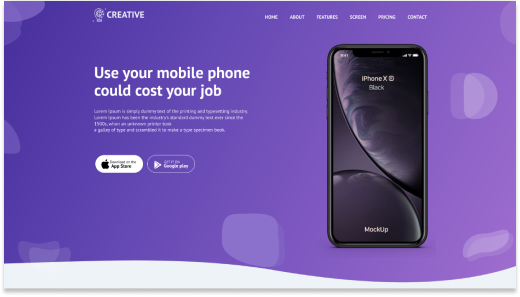 CREATIVE
HOME ABOUT FEATURES SCREEN PRICING CONTACT
Use your mobile phone
could cost your job
Lorem Ipsum is simply dummy text of the printing and typewitting industry.
Lorem Ipsum has been the industry's standard dummy text ever since the
1500s, when an unknown printer took
a galley of type and scrambled it to make a type specimen book.
Download on the
App Store
GET IT ON
Google play
iPhone X
Black
MockUp